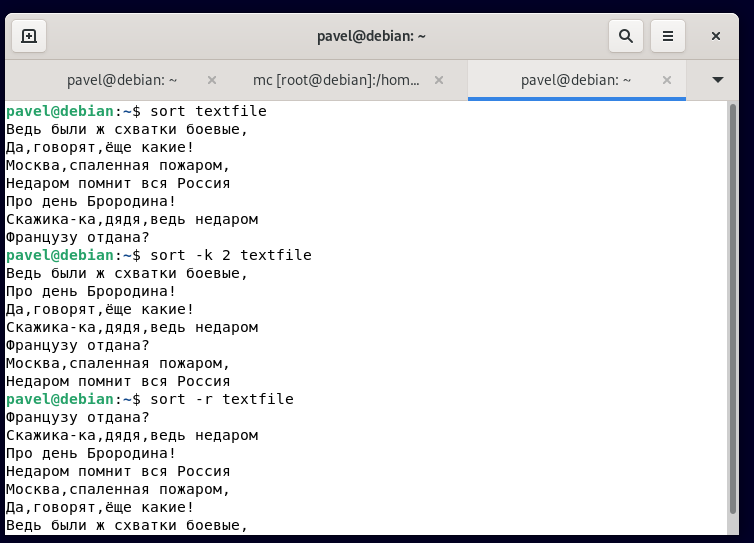 pavel@debian: ~
pavel@debian: ~ mc [root@debian]:/hom... pavel@debian: ~
pavel@debian:~$ sort textfile
Ведь были ж схватки боевые,
Да,говорят,ёще какие!
Москва,спаленная пожаром,
Недаром помнит вся Россия
Про день Брородина!
Скажика-ка,дядя,ведь недаром
Французу отдана?
pavel@debian:~$ sort -k 2 textfile
Ведь были ж схватки боевые,
Про день Брородина!
Да,говорят,ёще какие!
Скажика-ка,дядя,ведь недаром
Французу отдана?
Москва,спаленная пожаром,
Недаром помнит вся Россия
pavel@debian:~$ sort -r textfile
Французу отдана?
Скажика-ка,дядя,ведь недаром
Про день Брородина!
Недаром помнит вся Россия
Москва,спаленная пожаром,
Да,говорят,ёще какие!
Ведь были ж схватки боевые,